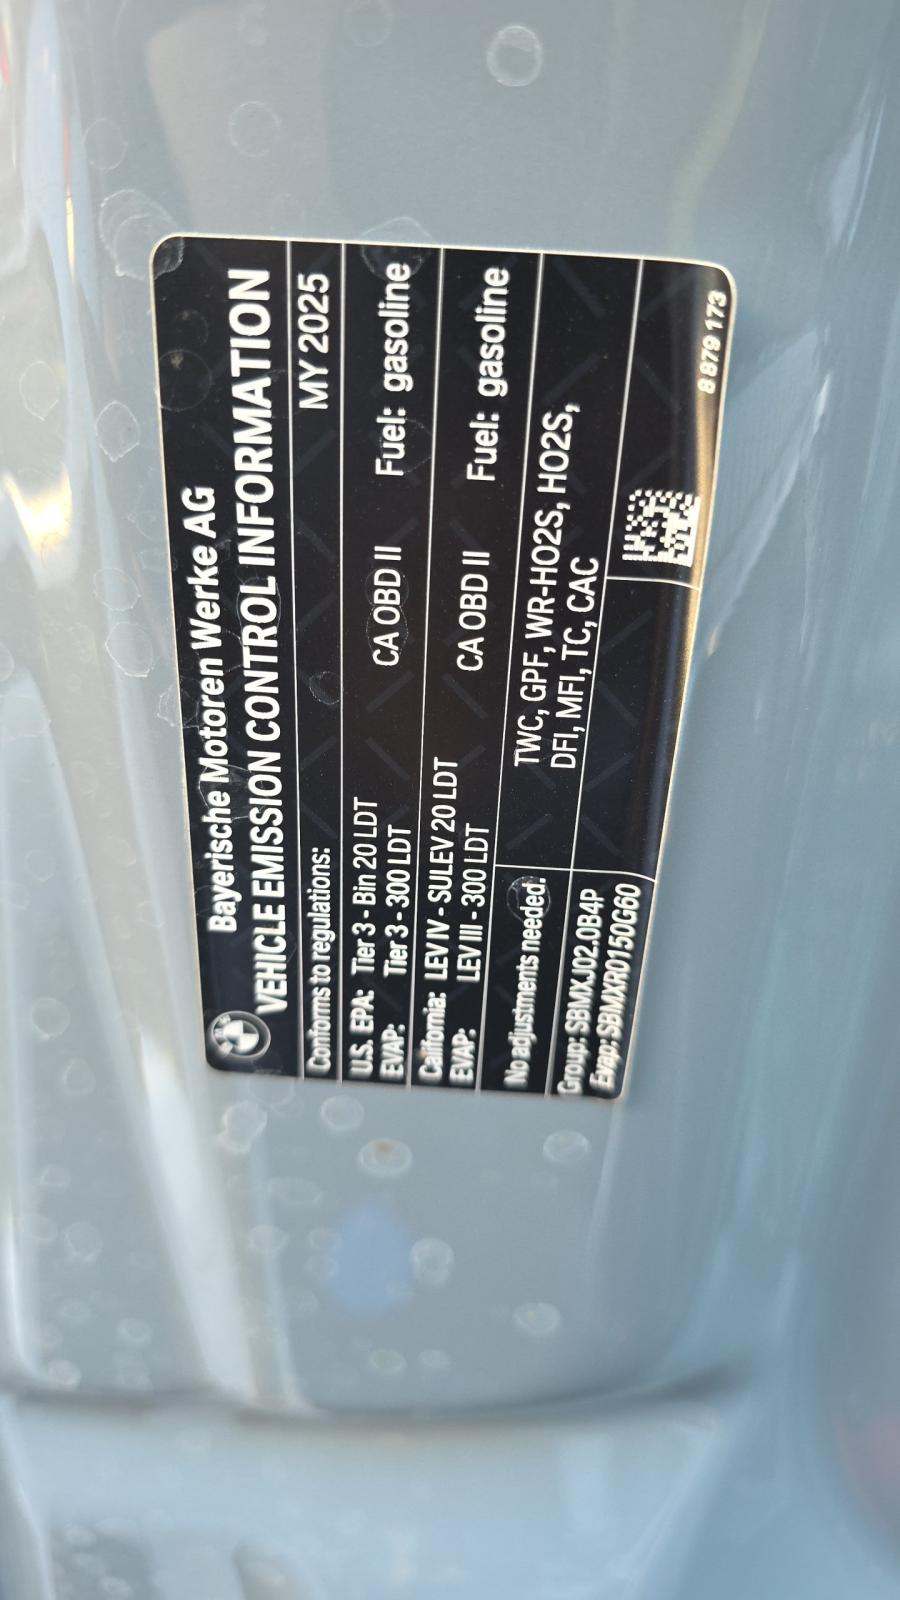 Bayerische Motoren Werke AG
VEHICLE EMISSION CONTROL INFORMATION
Conforms to regulations: MY 2025
U.S. EPA: Tier 3 - Bin 20 LDT CA OBD II Fuel: gasoline
EVAP: Tier 3 - 300 LDT
California: LEV IV - SULEV 20 LDT CA OBD II Fuel: gasoline
EVAP: LEV III - 300 LDT
No adjustments needed. TWC, GPF, WR-HO2S, HO2S,
DFI, MFI, TC, CAC
Group: SBMXJ02.0B4P
Evap: SBMXR0150G60
8 879 173